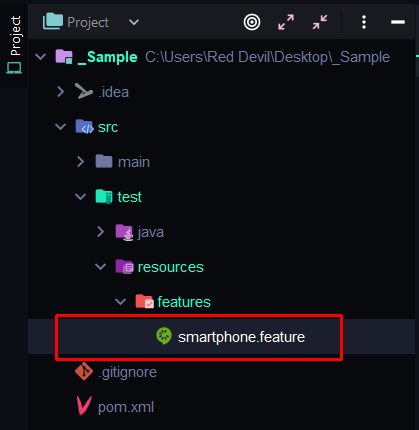 Project
Project
_Sample C:\Users\Red Devil\Desktop\_Sample
.idea
src
main
test
java
resources
features
smartphone.feature
.gitignore
pom.xml